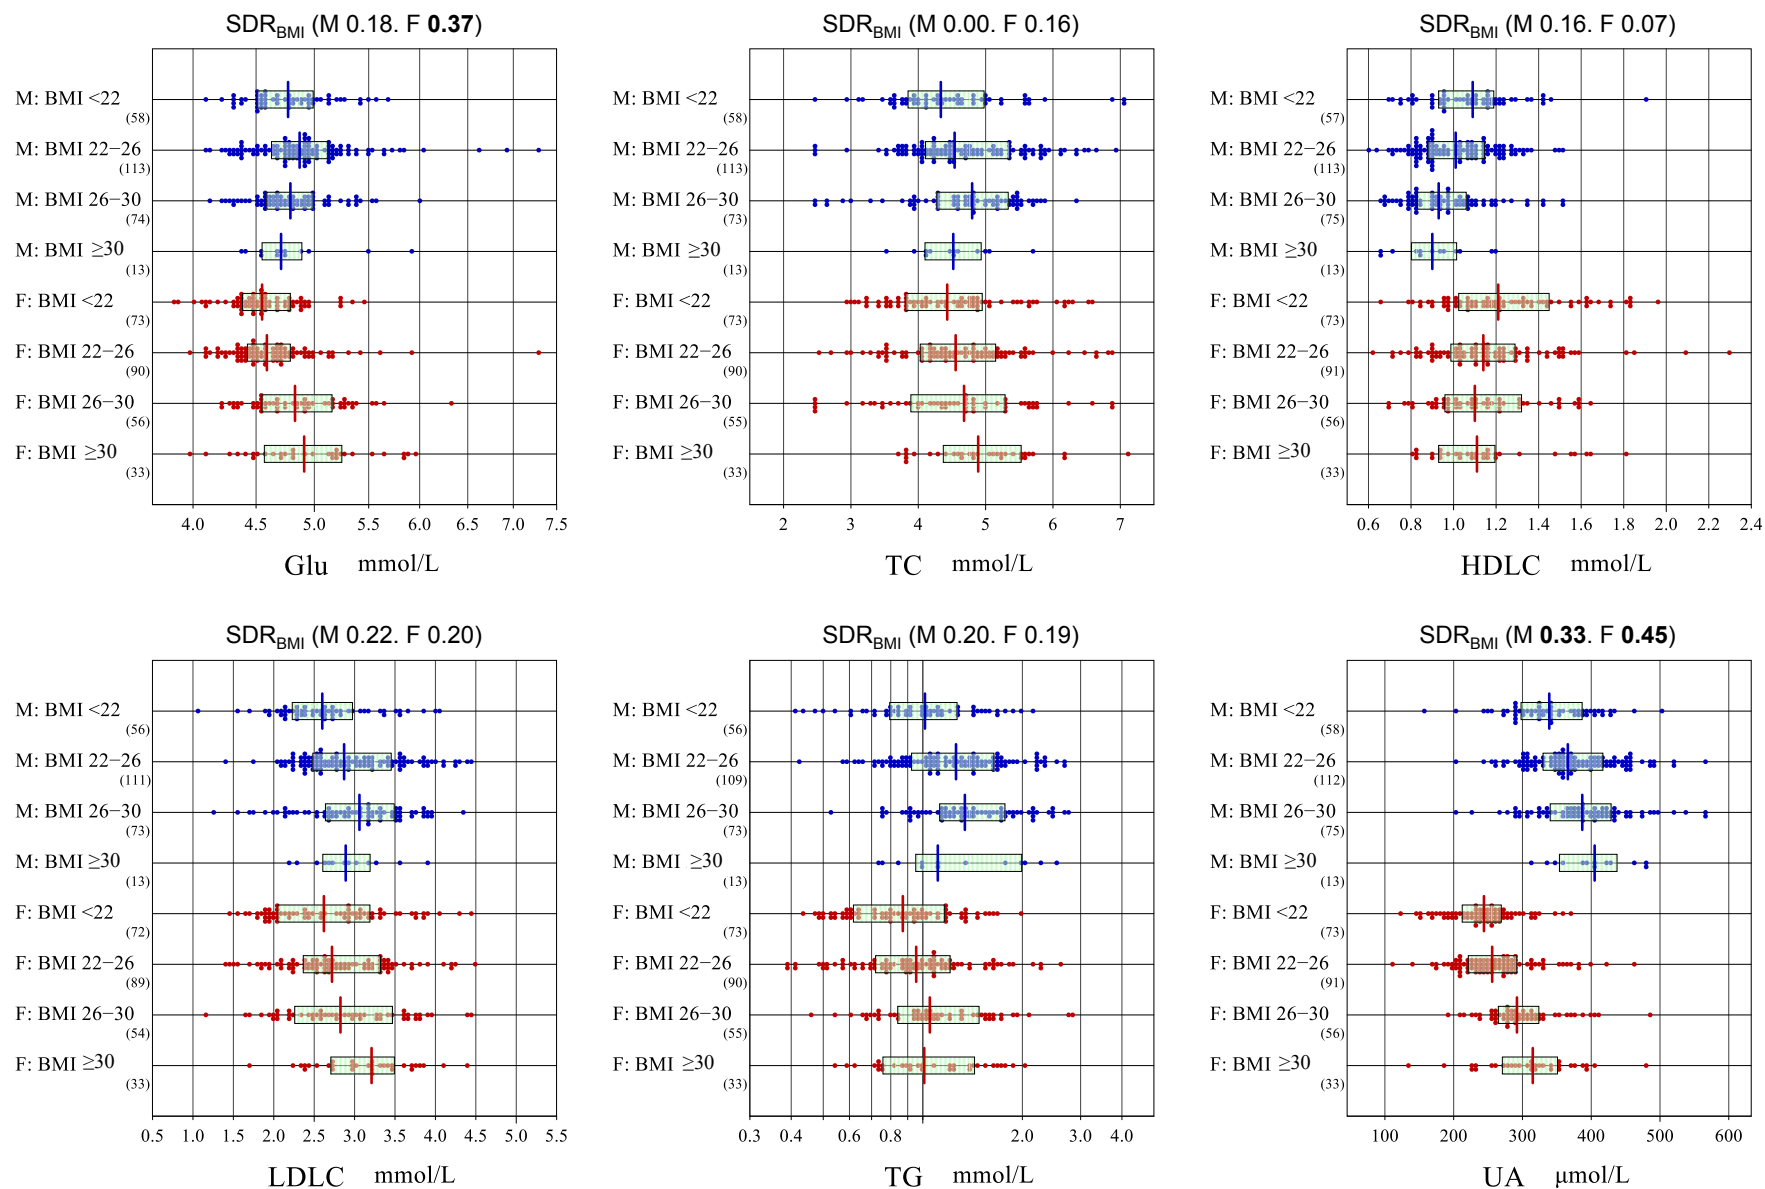 SDR_BMI (M 0.18. F 0.37)
M: BMI <22
(58)
M: BMI 22−26
(113)
M: BMI 26−30
(74)
M: BMI ≥30
(13)
F: BMI <22
(73)
F: BMI 22−26
(90)
F: BMI 26−30
(56)
F: BMI ≥30
(33)
4.0 4.5 5.0 5.5 6.0 6.5 7.0 7.5
Glu mmol/L
SDR_BMI (M 0.00. F 0.16)
M: BMI <22
(58)
M: BMI 22−26
(113)
M: BMI 26−30
(73)
M: BMI ≥30
(13)
F: BMI <22
(73)
F: BMI 22−26
(90)
F: BMI 26−30
(55)
F: BMI ≥30
(33)
2 3 4 5 6 7
TC mmol/L
SDR_BMI (M 0.16. F 0.07)
M: BMI <22
(57)
M: BMI 22−26
(113)
M: BMI 26−30
(75)
M: BMI ≥30
(13)
F: BMI <22
(73)
F: BMI 22−26
(91)
F: BMI 26−30
(56)
F: BMI ≥30
(33)
0.6 0.8 1.0 1.2 1.4 1.6 1.8 2.0 2.2 2.4
HDLC mmol/L
SDR_BMI (M 0.22. F 0.20)
M: BMI <22
(56)
M: BMI 22−26
(111)
M: BMI 26−30
(73)
M: BMI ≥30
(13)
F: BMI <22
(72)
F: BMI 22−26
(89)
F: BMI 26−30
(54)
F: BMI ≥30
(33)
0.5 1.0 1.5 2.0 2.5 3.0 3.5 4.0 4.5 5.0 5.5
LDLC mmol/L
SDR_BMI (M 0.20. F 0.19)
M: BMI <22
(56)
M: BMI 22−26
(109)
M: BMI 26−30
(73)
M: BMI ≥30
(13)
F: BMI <22
(73)
F: BMI 22−26
(90)
F: BMI 26−30
(55)
F: BMI ≥30
(33)
0.3 0.4 0.6 0.8 2.0 3.0 4.0
TG mmol/L
SDR_BMI (M 0.33. F 0.45)
M: BMI <22
(58)
M: BMI 22−26
(112)
M: BMI 26−30
(75)
M: BMI ≥30
(13)
F: BMI <22
(73)
F: BMI 22−26
(91)
F: BMI 26−30
(56)
F: BMI ≥30
(33)
100 200 300 400 500 600
UA μmol/L